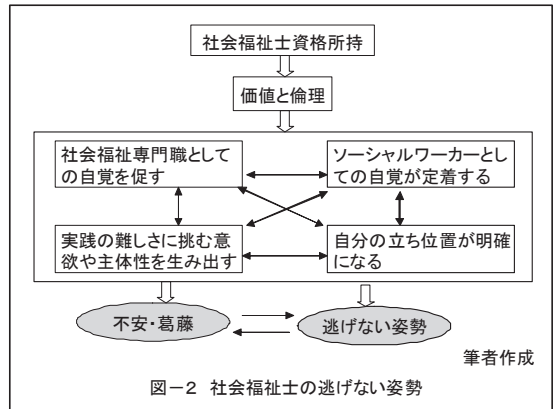 社会福祉士資格所持
価値と倫理
社会福祉専門職として
の自覚を促す
ソーシャルワーカーとし
ての自覚が定着する
実践の難しさに挑む意
欲や主体性を生み出す
自分の立ち位置が明確
になる
不安・葛藤
逃げない姿勢
筆者作成
図－2 社会福祉士の逃げない姿勢